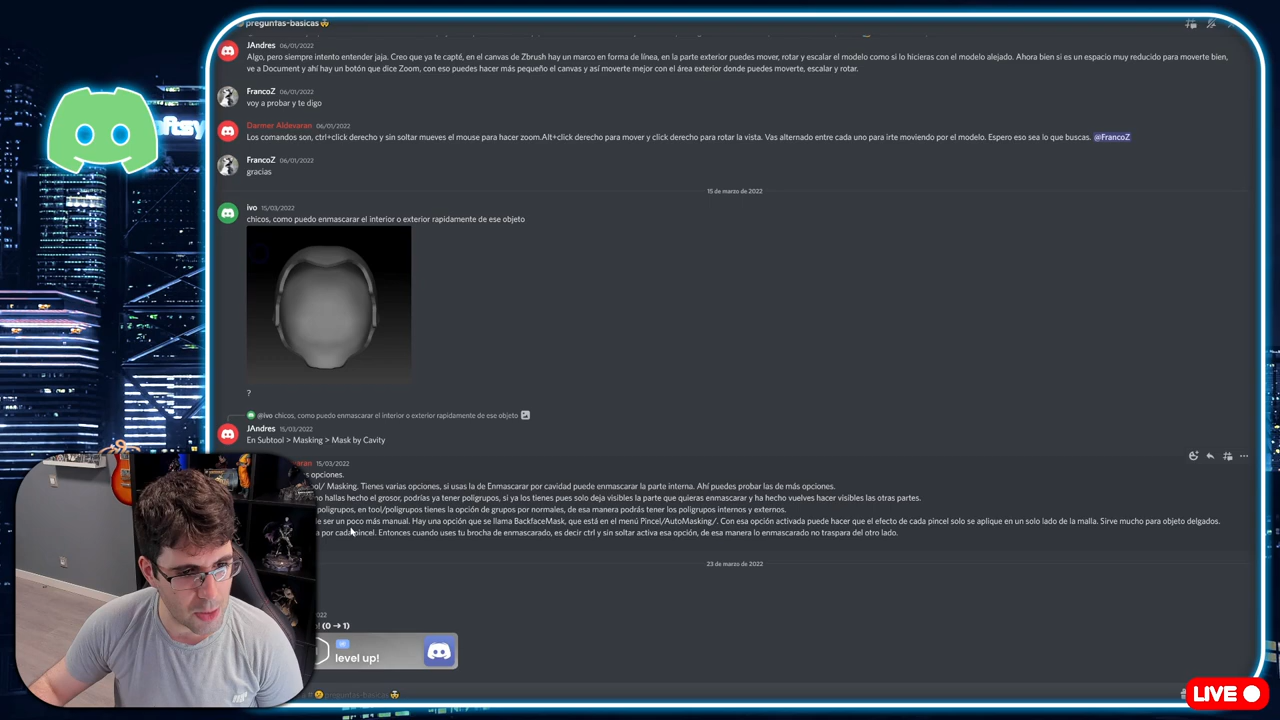 preguntas-basicas
JAndres 06/01/2022
Algo, pero siempre intento entender jaja. Creo que ya te capté, en el canvas de Zbrush hay un marco en forma de línea, en la parte exterior puedes mover, rotar y escalar el modelo como si lo hicieras con el modelo alejado. Ahora bien si es un espacio muy reducido para moverte bien,
ve a Document y ahí hay un botón que dice Zoom, con eso puedes hacer más pequeño el canvas y así moverte mejor con el área exterior donde puedes moverte, escalar y rotar.
FrancoZ 06/01/2022
voy a probar y te digo
Darmer Aldevaran 06/01/2022
Los comandos son, ctrl+click derecho y sin soltar mueves el mouse para hacer zoom.Alt+click derecho para mover y click derecho para rotar la vista. Vas alternado entre cada uno para irte moviendo por el modelo. Espero eso sea lo que buscas. @FrancoZ
FrancoZ 06/01/2022
gracias
15 de marzo de 2022
ivo 15/03/2022
chicos, como puedo enmascarar el interior o exterior rapidamente de ese objeto
?
@ivo chicos, como puedo enmascarar el interior o exterior rapidamente de ese objeto
JAndres 15/03/2022
En Subtool > Masking > Mask by Cavity
15/03/2022
opciones.
Masking. Tienes varias opciones, si usas la de Enmascarar por cavidad puede enmascarar la parte interna. Ahí puedes probar las de más opciones.
hallas hecho el grosor, podrías ya tener poligrups, si ya los tienes pues solo deja visibles la parte que quieras enmascarar y ha hecho vuelves hacer visibles las otras partes.
poligrupos, en tool/poligrups tienes la opción de grupos por normales, de esa manera podrás tener los poligrups internos y externos.
ser un poco más manual. Hay una opción que se llama BackfaceMask, que está en el menú Pincel/AutoMasking/. Con esa opción activada puede hacer que el efecto de cada pincel solo se aplique en un solo lado de la malla. Sirve mucho para objeto delgados.
por cada pincel. Entonces cuando uses tu brocha de enmascarado, es decir ctrl y sin soltar activa esa opción, de esa manera lo enmascarado no traspara del otro lado.
23 de marzo de 2022
(0 → 1)
level up!
preguntas-basicas
LIVE